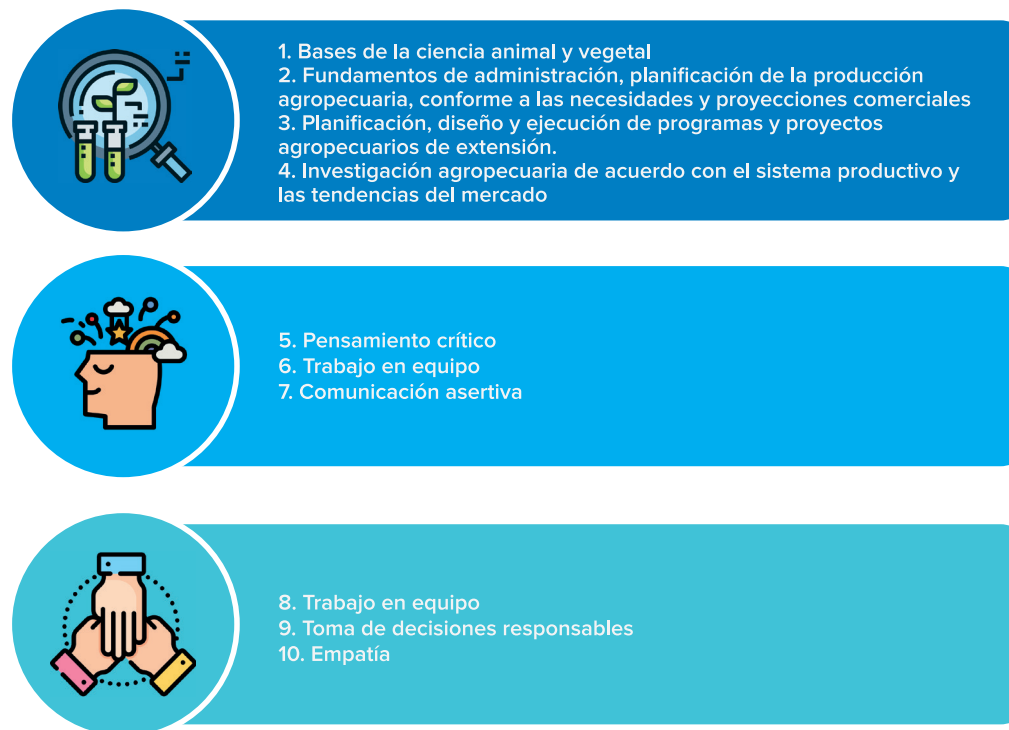 1. Bases de la ciencia animal y vegetal
2. Fundamentos de administración, planificación de la producción
agropecuaria, conforme a las necesidades y proyecciones comerciales
3. Planificación, diseño y ejecución de programas y proyectos
agropecuarios de extensión.
4. Investigación agropecuaria de acuerdo con el sistema productivo y
las tendencias del mercado
5. Pensamiento crítico
6. Trabajo en equipo
7. Comunicación asertiva
8. Trabajo en equipo
9. Toma de decisiones responsables
10. Empatía